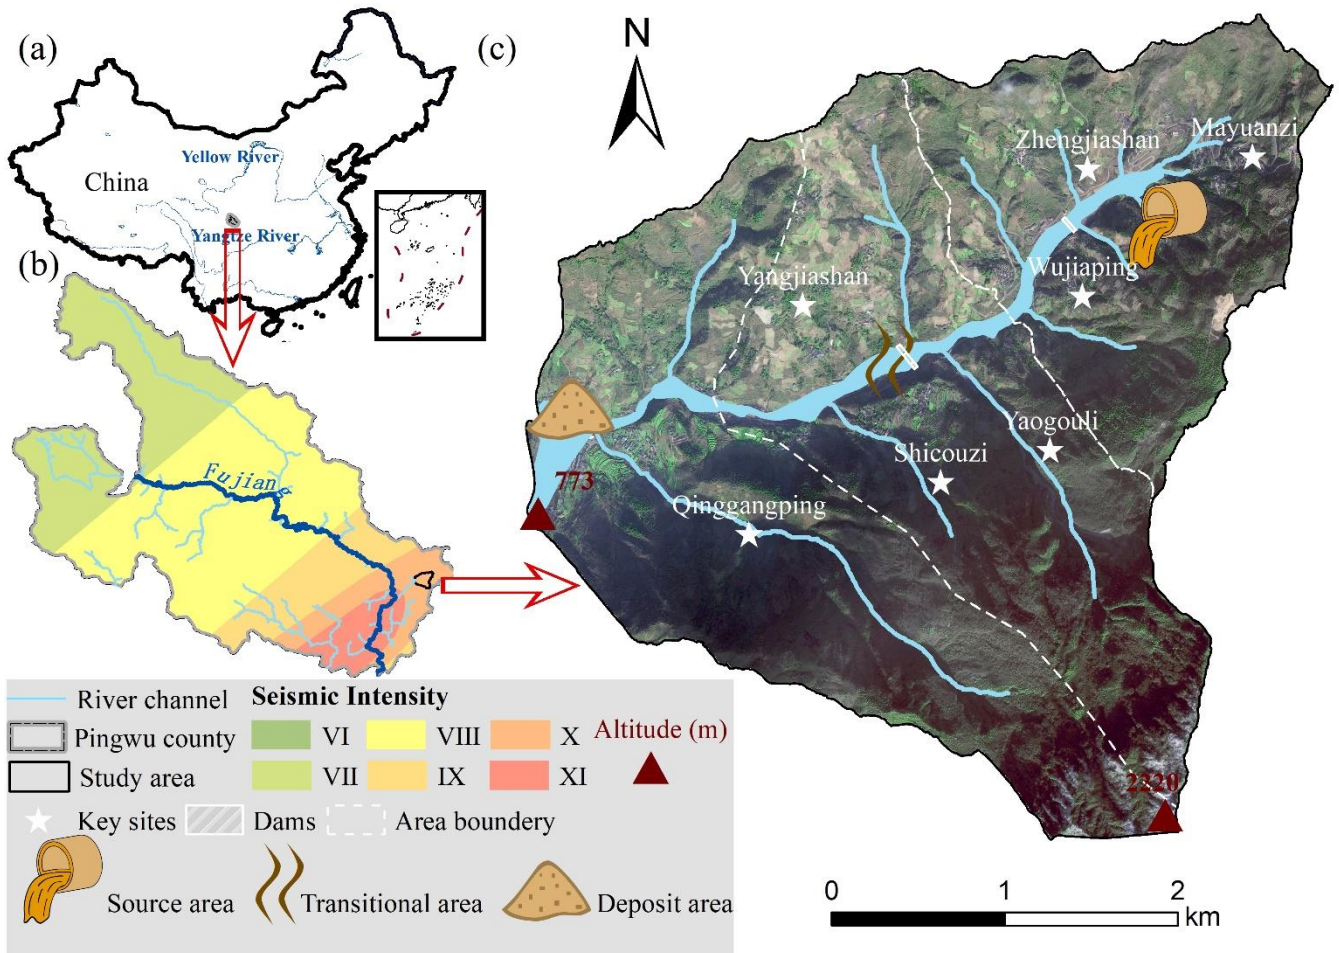 (a)
N
(c)
Yellow River
China
Yangtze River
(b)
Fujiang
Zhengjiashan
Mayuanzi
Wujiaping
Yangjiashan
Yaogouli
Shicouzi
Qinggangping
773
2220
River channel
Pingwu county
Study area
Seismic Intensity
VI
VIII
X
VII
IX
XI
Altitude (m)
Key sites
Dams
Area boundery
Source area
Transitional area
Deposit area
0
1
2
km